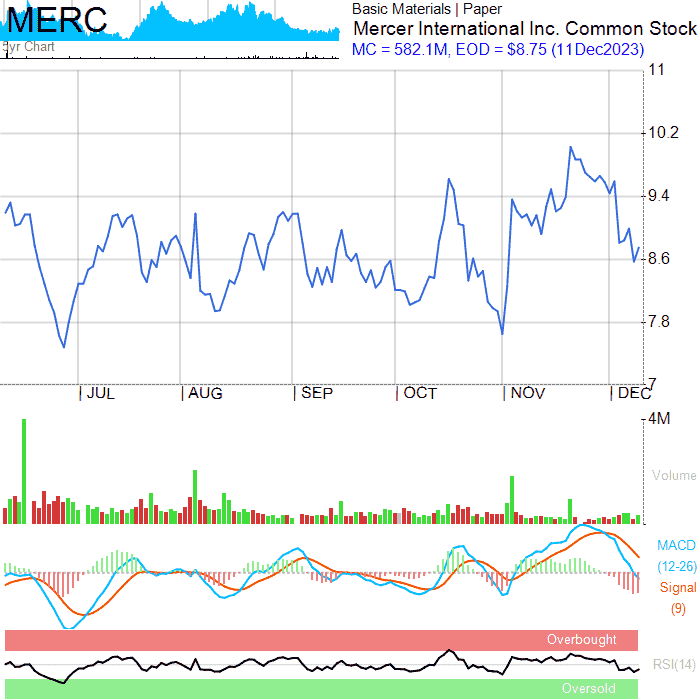 MERC
5yr Chart
Basic Materials | Paper
Mercer International Inc. Common Stock
MC = 582.1M, EOD = $8.75 (11Dec2023)
11
10.2
9.4
8.6
7.8
7
JUL AUG SEP OCT NOV DEC
4M
Volume
MACD
(12-26)
Signal
(9)
Overbought
RSI(14)
Oversold